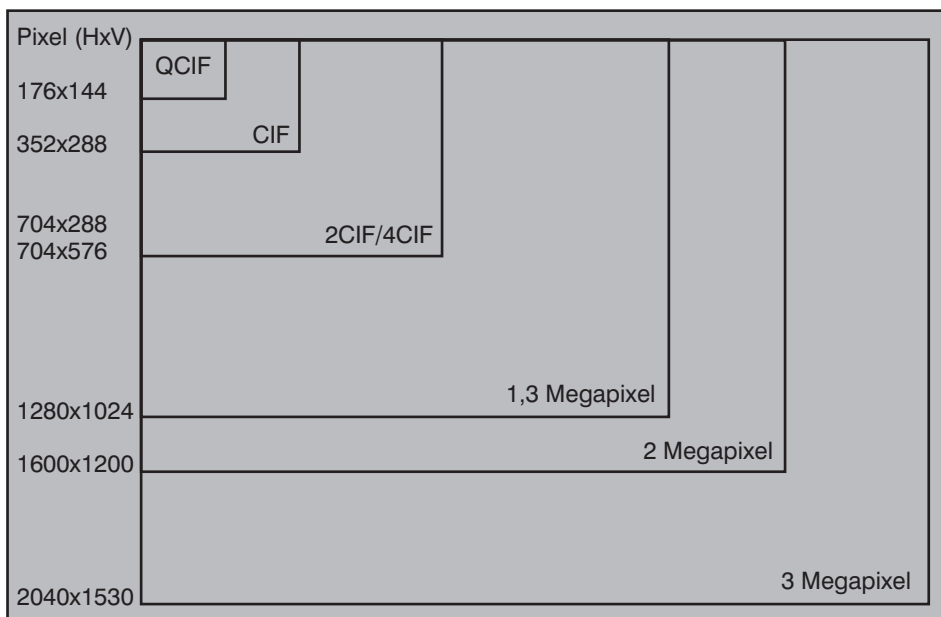 Pixel (HxV)
QCIF
176x144
CIF
352x288
704x288
2CIF/4CIF
704x576
1,3 Megapixel
1280x1024
2 Megapixel
1600x1200
3 Megapixel
2040x1530